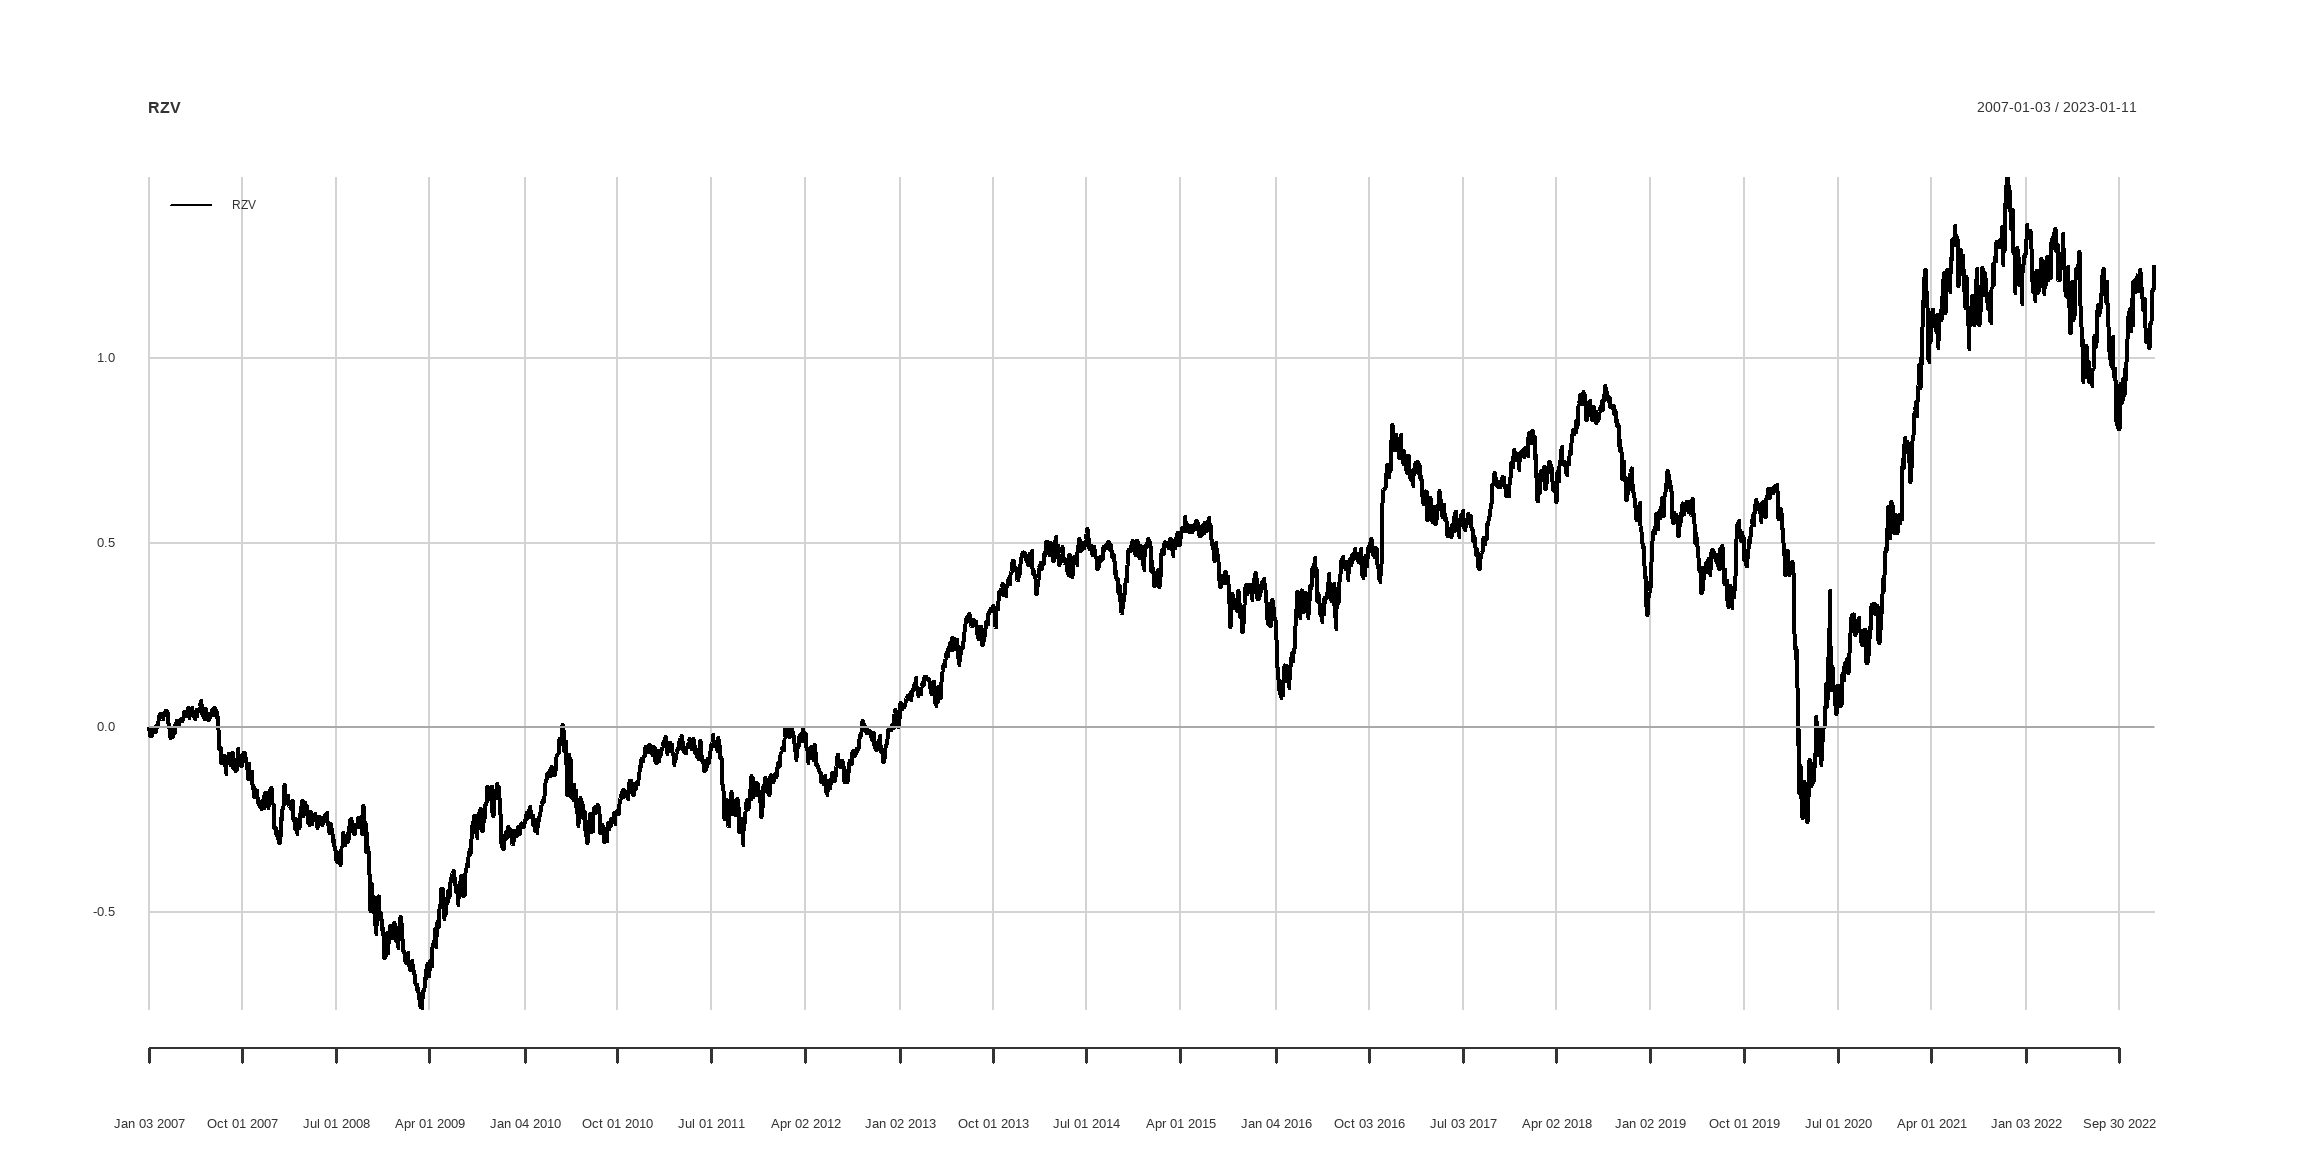 RZV
2007-01-03 / 2023-01-11
RZV
1.0
0.5
0.0
-0.5
Jan 03 2007
Oct 01 2007
Jul 01 2008
Apr 01 2009
Jan 04 2010
Oct 01 2010
Jul 01 2011
Apr 02 2012
Jan 02 2013
Oct 01 2013
Jul 01 2014
Apr 01 2015
Jan 04 2016
Oct 03 2016
Jul 03 2017
Apr 02 2018
Jan 02 2019
Oct 01 2019
Jul 01 2020
Apr 01 2021
Jan 03 2022
Sep 30 2022